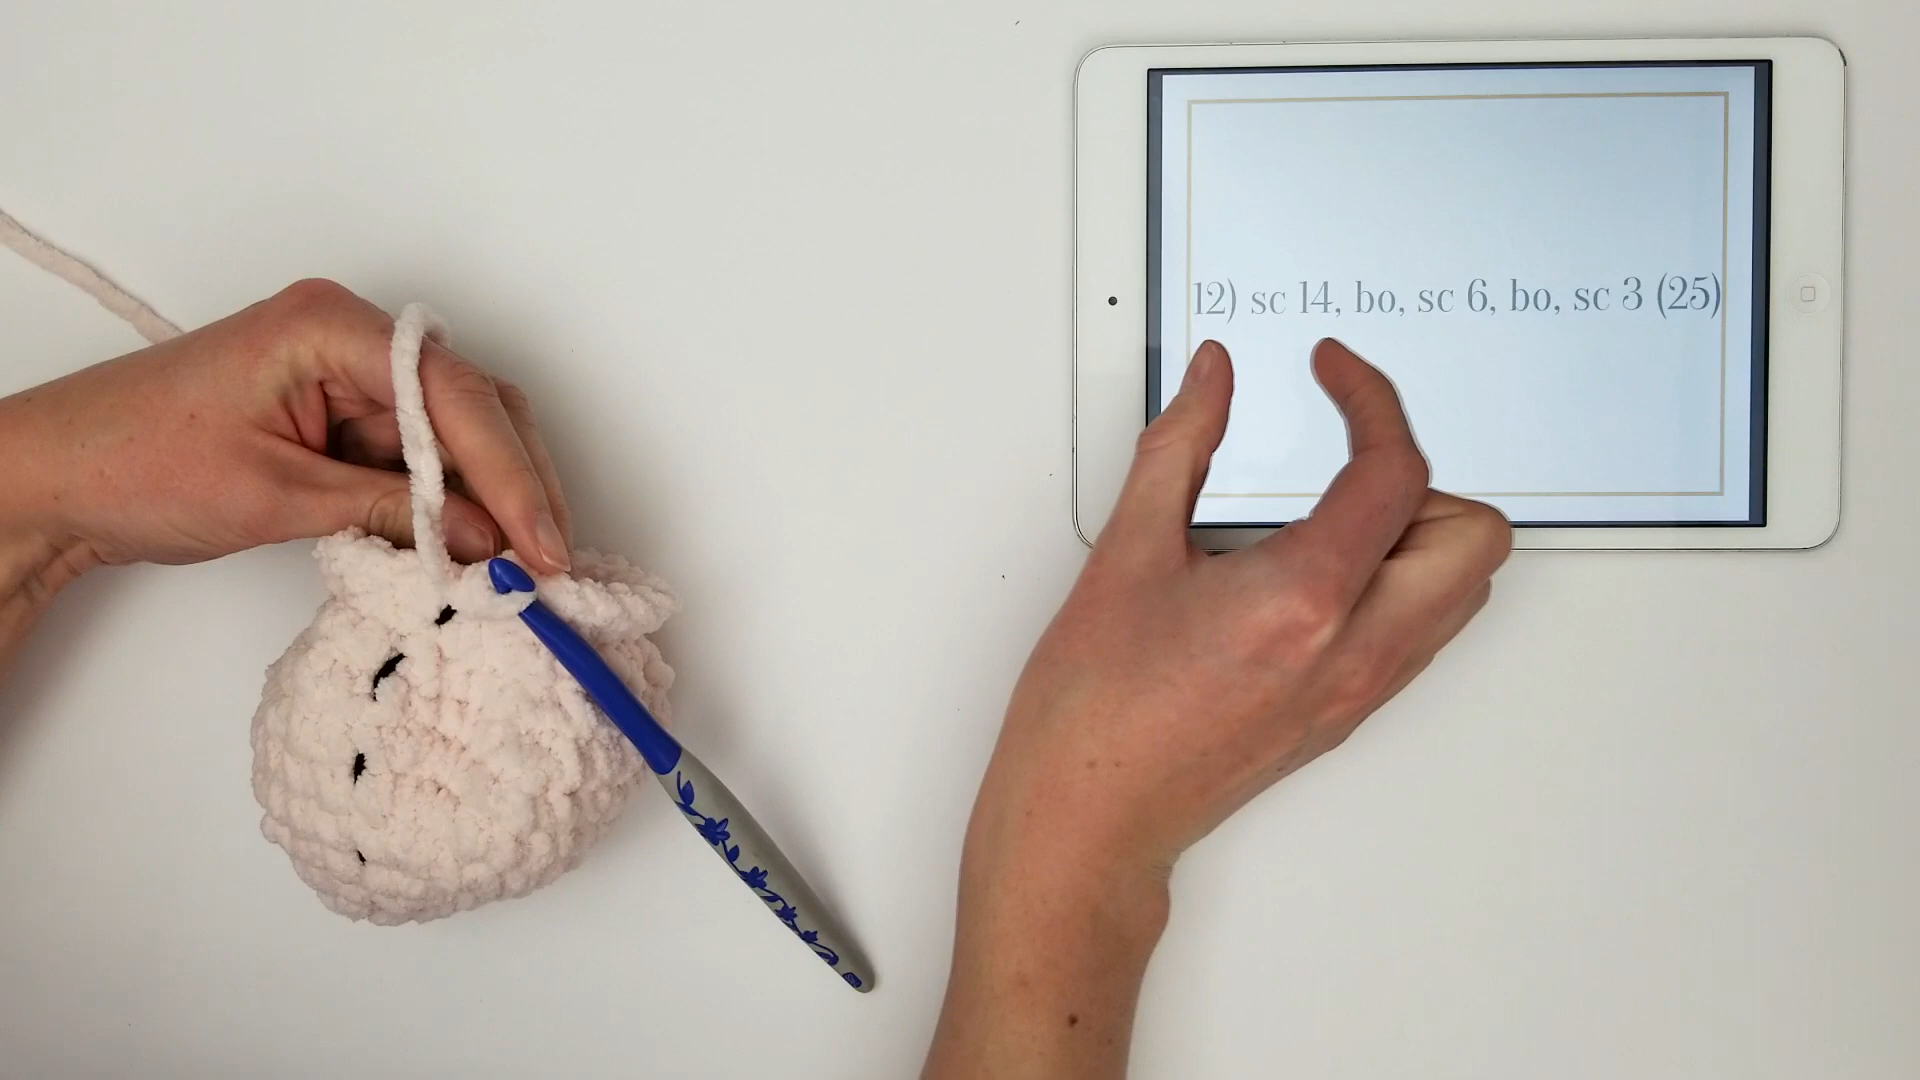 12) sc 14, bo, sc 6, bo, sc 3 (25)